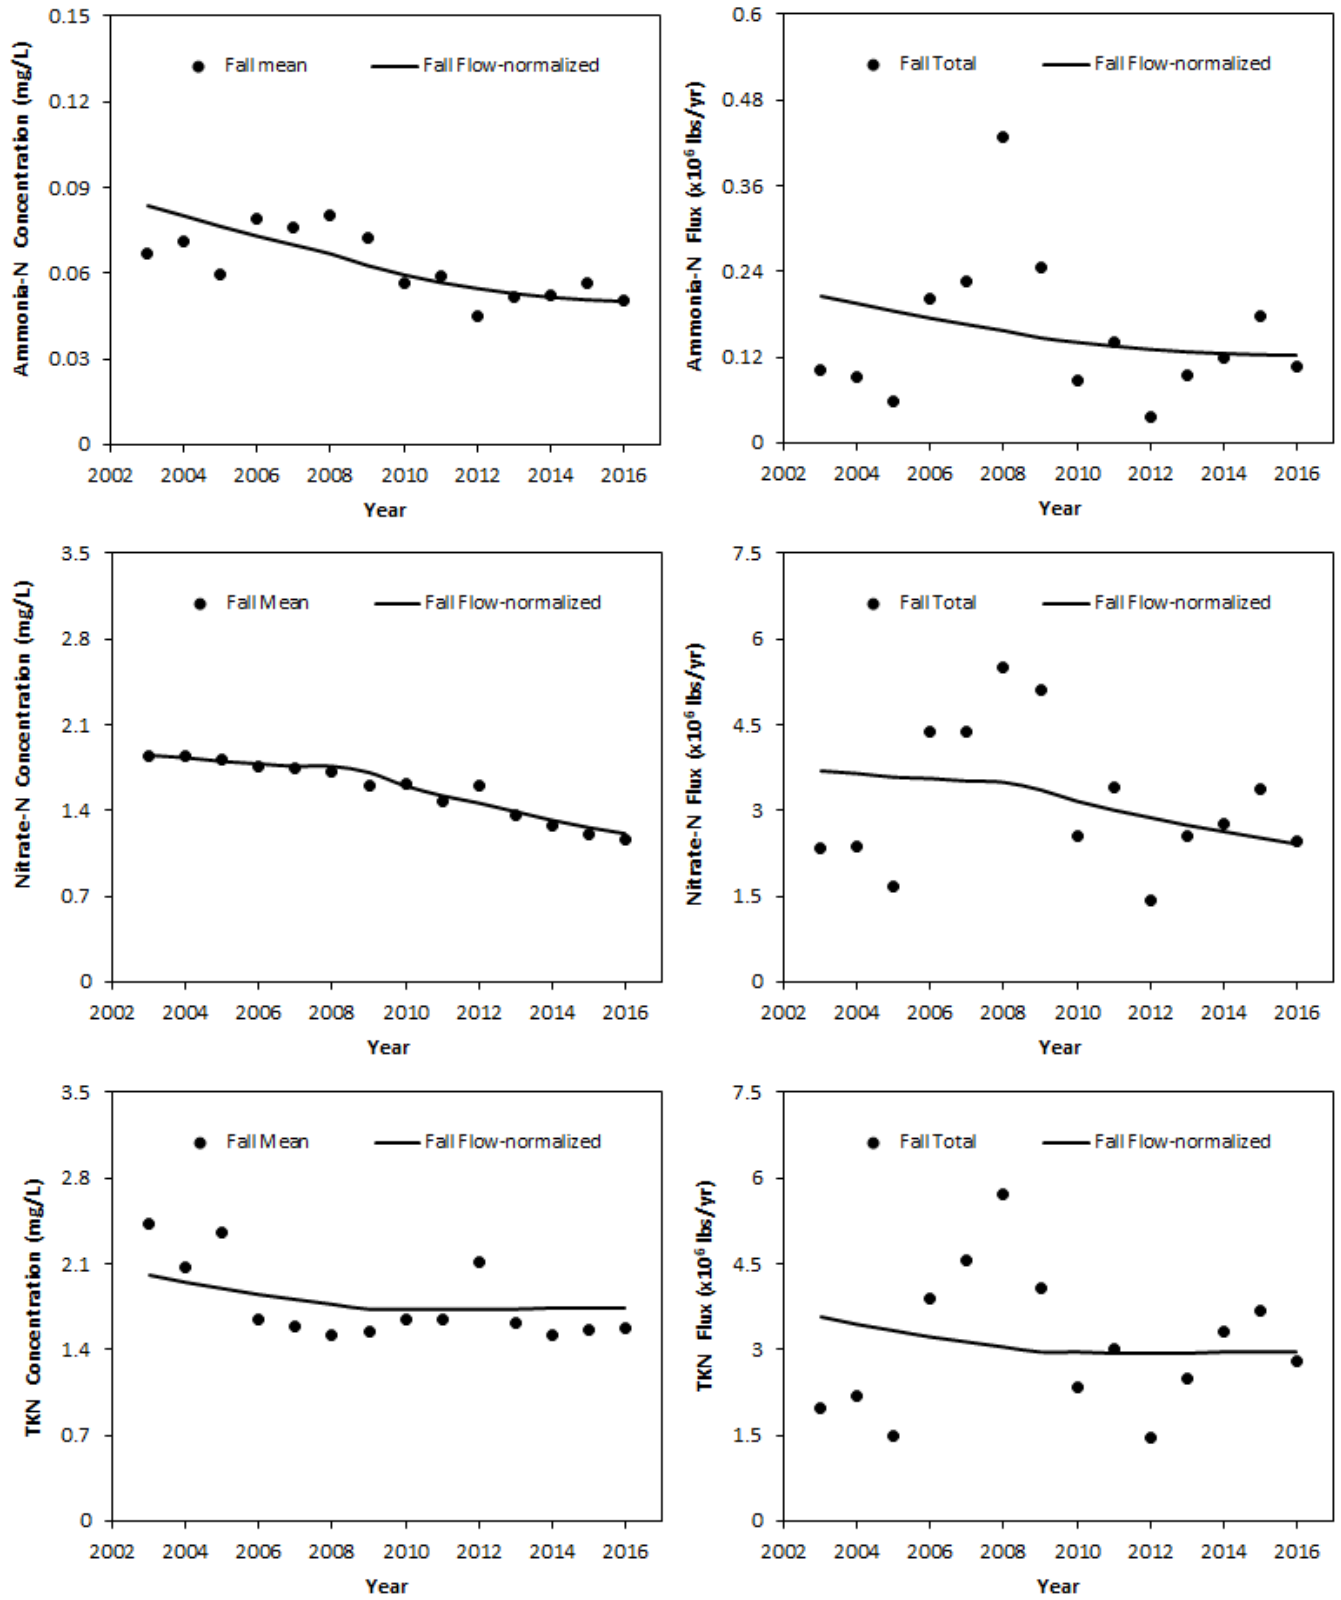 Ammonia-N Concentration (mg/L)
0.15
0.12
0.09
0.06
0.03
0
Fall mean
Fall Flow-normalized
2002 2004 2006 2008 2010 2012 2014 2016
Year
Ammonia-N Flux (x10⁶ lbs/yr)
0.6
0.48
0.36
0.24
0.12
0
Fall Total
Fall Flow-normalized
2002 2004 2006 2008 2010 2012 2014 2016
Year
Nitrate-N Concentration (mg/L)
3.5
2.8
2.1
1.4
0.7
0
Fall Mean
Fall Flow-normalized
2002 2004 2006 2008 2010 2012 2014 2016
Year
Nitrate-N Flux (x10⁶ lbs/yr)
7.5
6
4.5
3
1.5
0
Fall Total
Fall Flow-normalized
2002 2004 2006 2008 2010 2012 2014 2016
Year
TKN Concentration (mg/L)
3.5
2.8
2.1
1.4
0.7
0
Fall Mean
Fall Flow-normalized
2002 2004 2006 2008 2010 2012 2014 2016
Year
TKN Flux (x10⁶ lbs/yr)
7.5
6
4.5
3
1.5
0
Fall Total
Fall Flow-normalized
2002 2004 2006 2008 2010 2012 2014 2016
Year